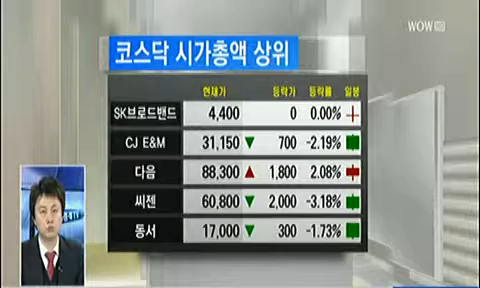 WOW HD
코스닥 시가총액 상위
현재가 등락가 등락률 일봉
SK브로드밴드 4,400 0 0.00%
CJ E&M 31,150 ▼ 700 -2.19%
다음 88,300 ▲ 1,800 2.08%
씨젠 60,800 ▼ 2,000 -3.18%
동서 17,000 ▼ 300 -1.73%